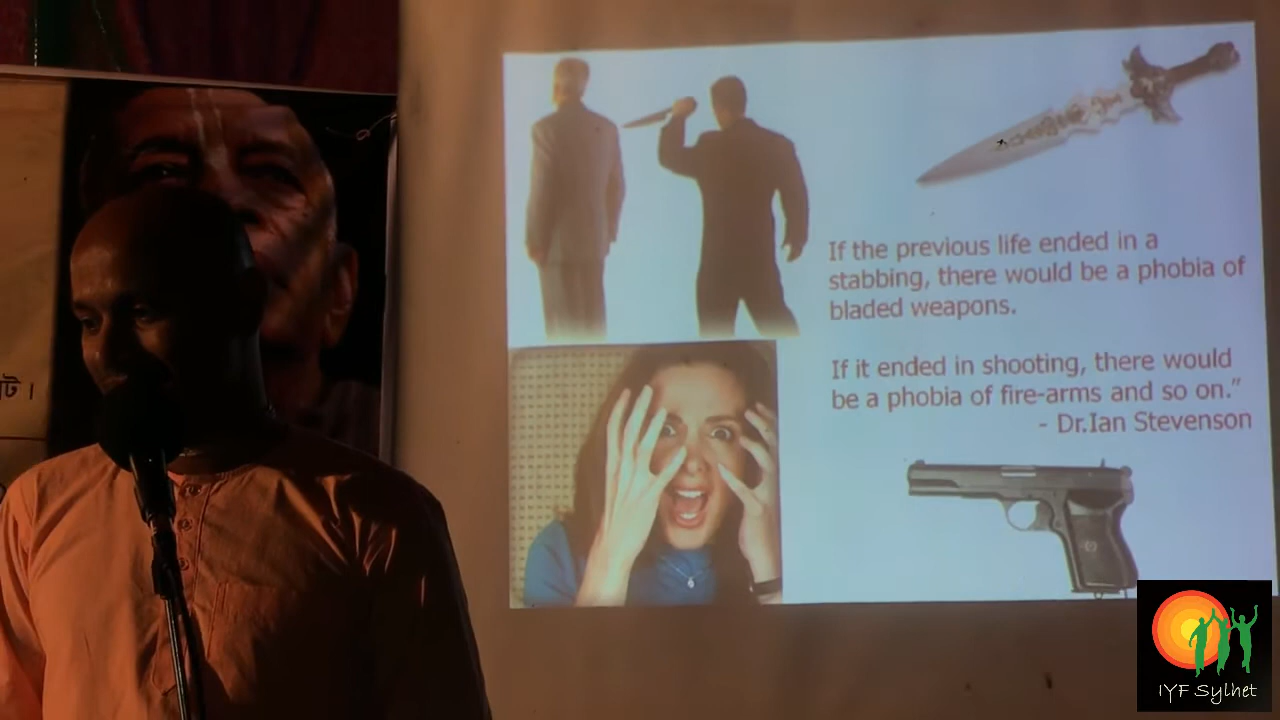 If the previous life ended in a
stabbing, there would be a phobia of
bladed weapons.
If it ended in shooting, there would
be a phobia of fire-arms and so on.”
- Dr.Ian Stevenson
IYF Sylhet